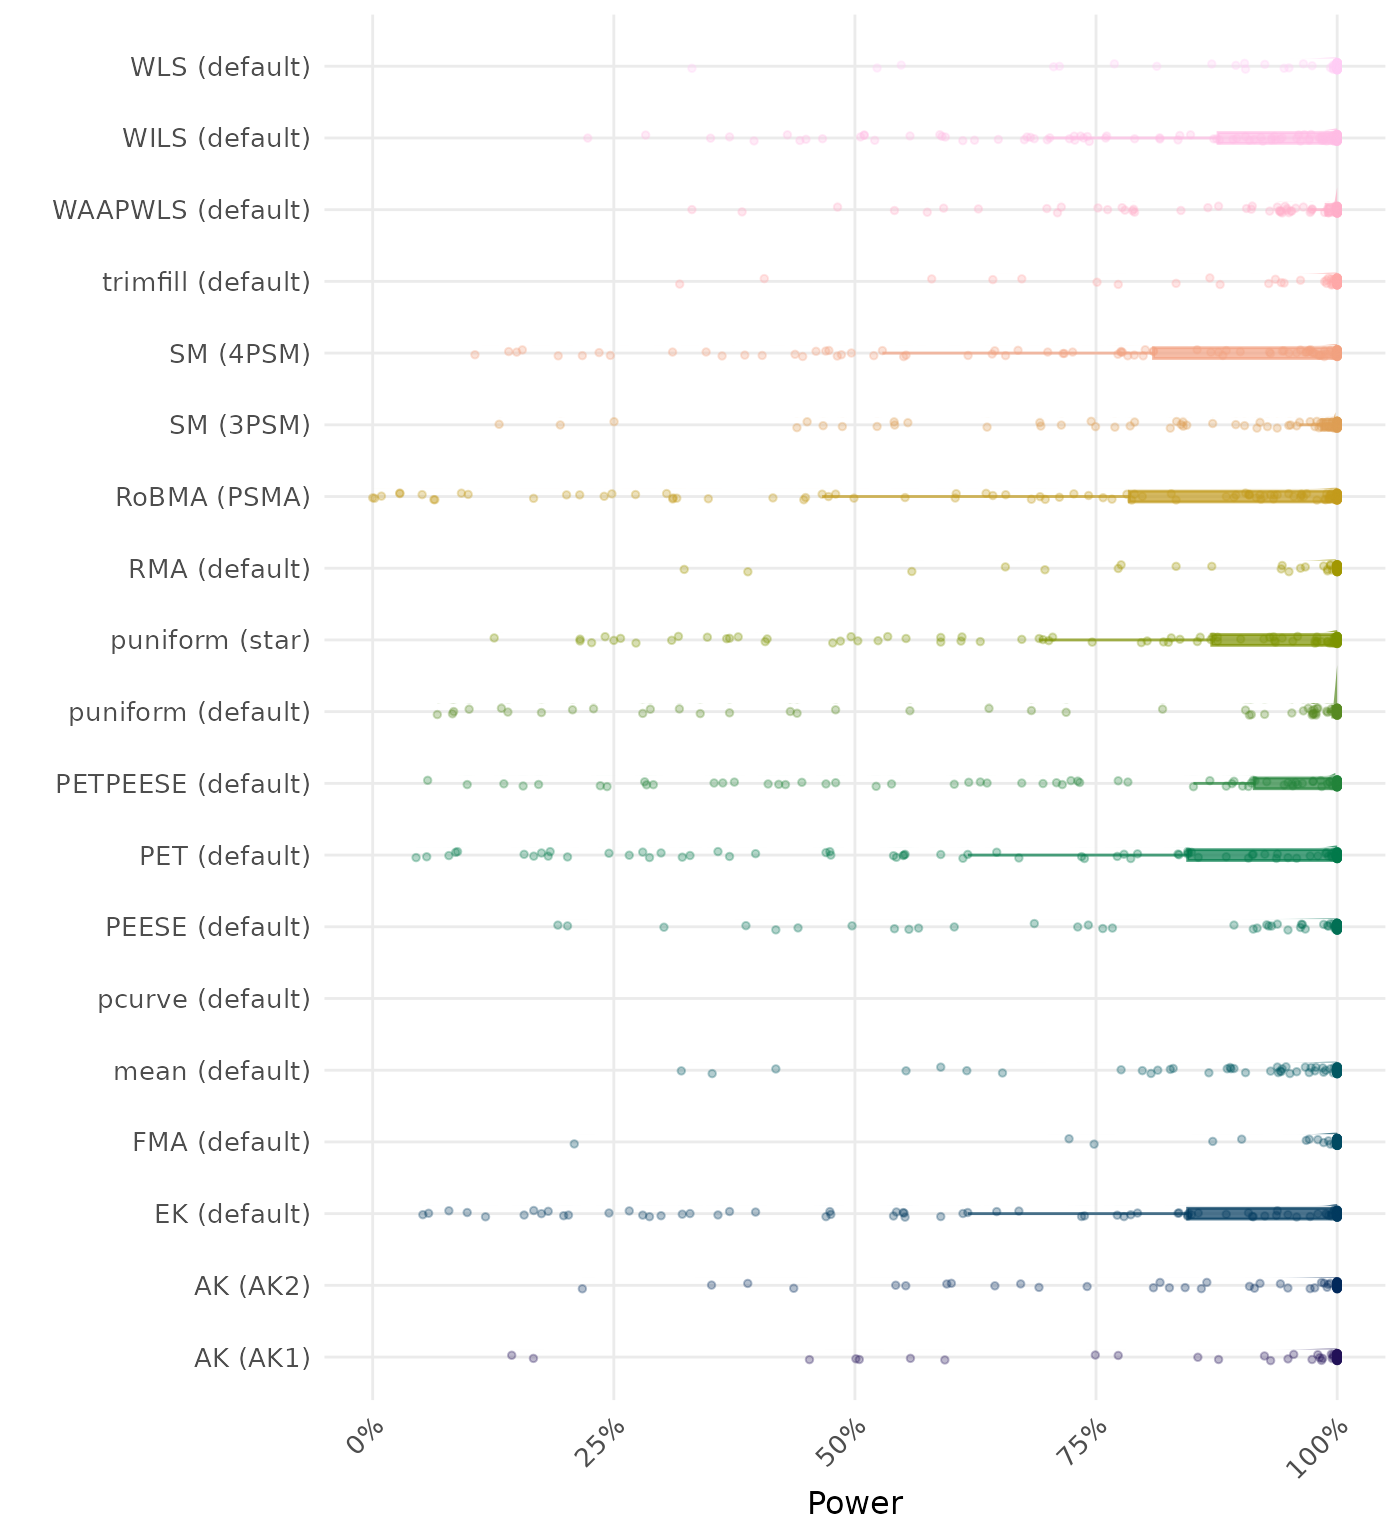 WLS (default)
WILS (default)
WAAPWLS (default)
trimfill (default)
SM (4PSM)
SM (3PSM)
RoBMA (PSMA)
RMA (default)
puniform (star)
puniform (default)
PETPEESE (default)
PET (default)
PEESE (default)
pcurve (default)
mean (default)
FMA (default)
EK (default)
AK (AK2)
AK (AK1)
0% 25% 50% 75% 100%
Power